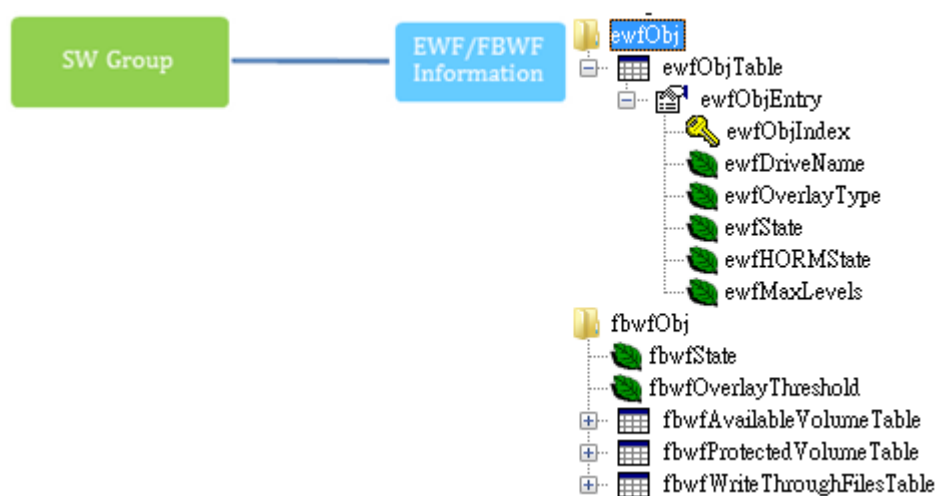 SW Group
EWF/FBWF
Information
ewfObj
ewfObjTable
ewfObjEntry
ewfObjIndex
ewfDriveName
ewfOverlayType
ewfState
ewfHORMState
ewfMaxLevels
fbwfObj
fbwfState
fbwfOverlayThreshold
fbwfAvailableVolumeTable
fbwfProtectedVolumeTable
fbwfWriteThroughFilesTable